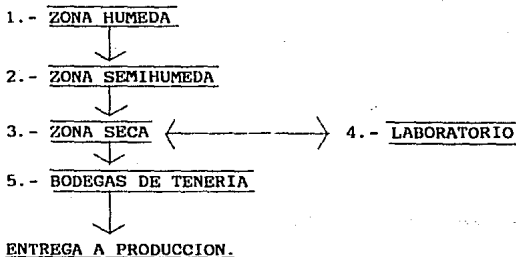 1.- ZONA HUMEDA
2.- ZONA SEMIHUMEDA
3.- ZONA SECA 4.- LABORATORIO
5.- BODEGAS DE TENERIA
ENTREGA A PRODUCCION.